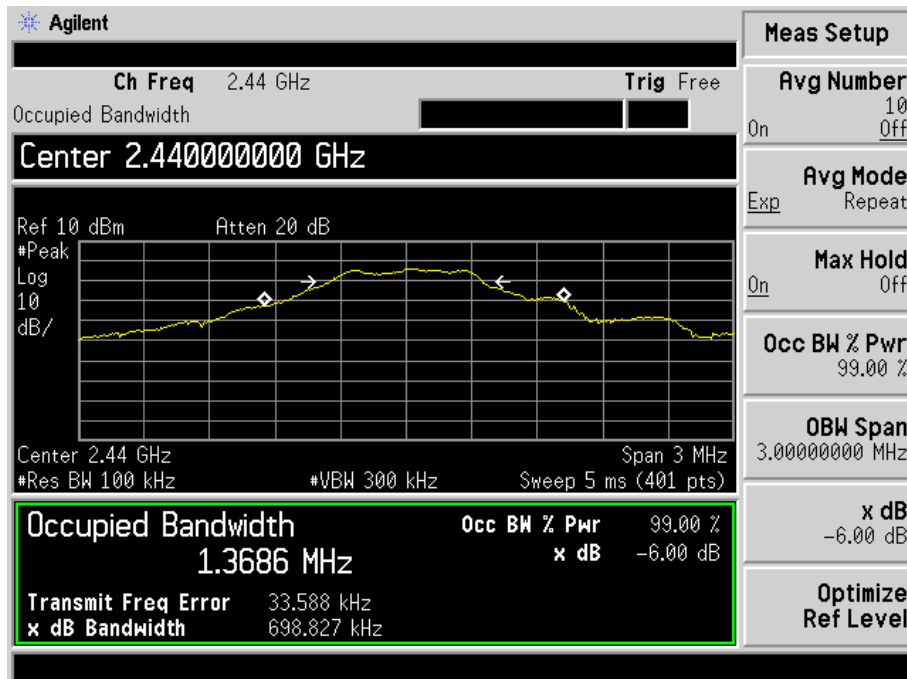 Agilent
Ch Freq 2.44 GHz Trig Free
Occupied Bandwidth
Center 2.440000000 GHz
Ref 10 dBm Atten 20 dB
#Peak
Log
10
dB/
Center 2.44 GHz Span 3 MHz
#Res BW 100 kHz #VBW 300 kHz Sweep 5 ms (401 pts)
Occupied Bandwidth Occ BW % Pwr 99.00 %
1.3686 MHz x dB -6.00 dB
Transmit Freq Error 33.588 kHz
x dB Bandwidth 698.827 kHz
Meas Setup
Avg Number
10
On Off
Avg Mode
Exp Repeat
Max Hold
On Off
Occ BW % Pwr
99.00 %
OBW Span
3.00000000 MHz
x dB
-6.00 dB
Optimize
Ref Level